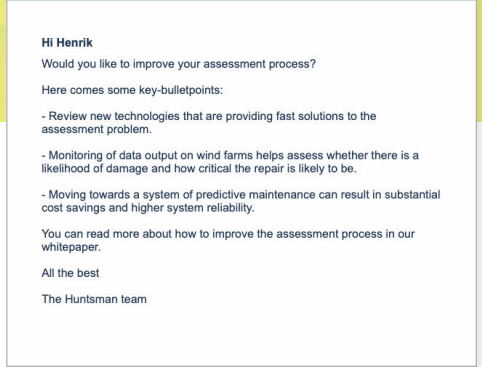 Hi Henrik
Would you like to improve your assessment process?
Here comes some key-bulletpoints:
- Review new technologies that are providing fast solutions to the
assessment problem.
- Monitoring of data output on wind farms helps assess whether there is a
likelihood of damage and how critical the repair is likely to be.
- Moving towards a system of predictive maintenance can result in substantial
cost savings and higher system reliability.
You can read more about how to improve the assessment process in our
whitepaper.
All the best
The Huntsman team